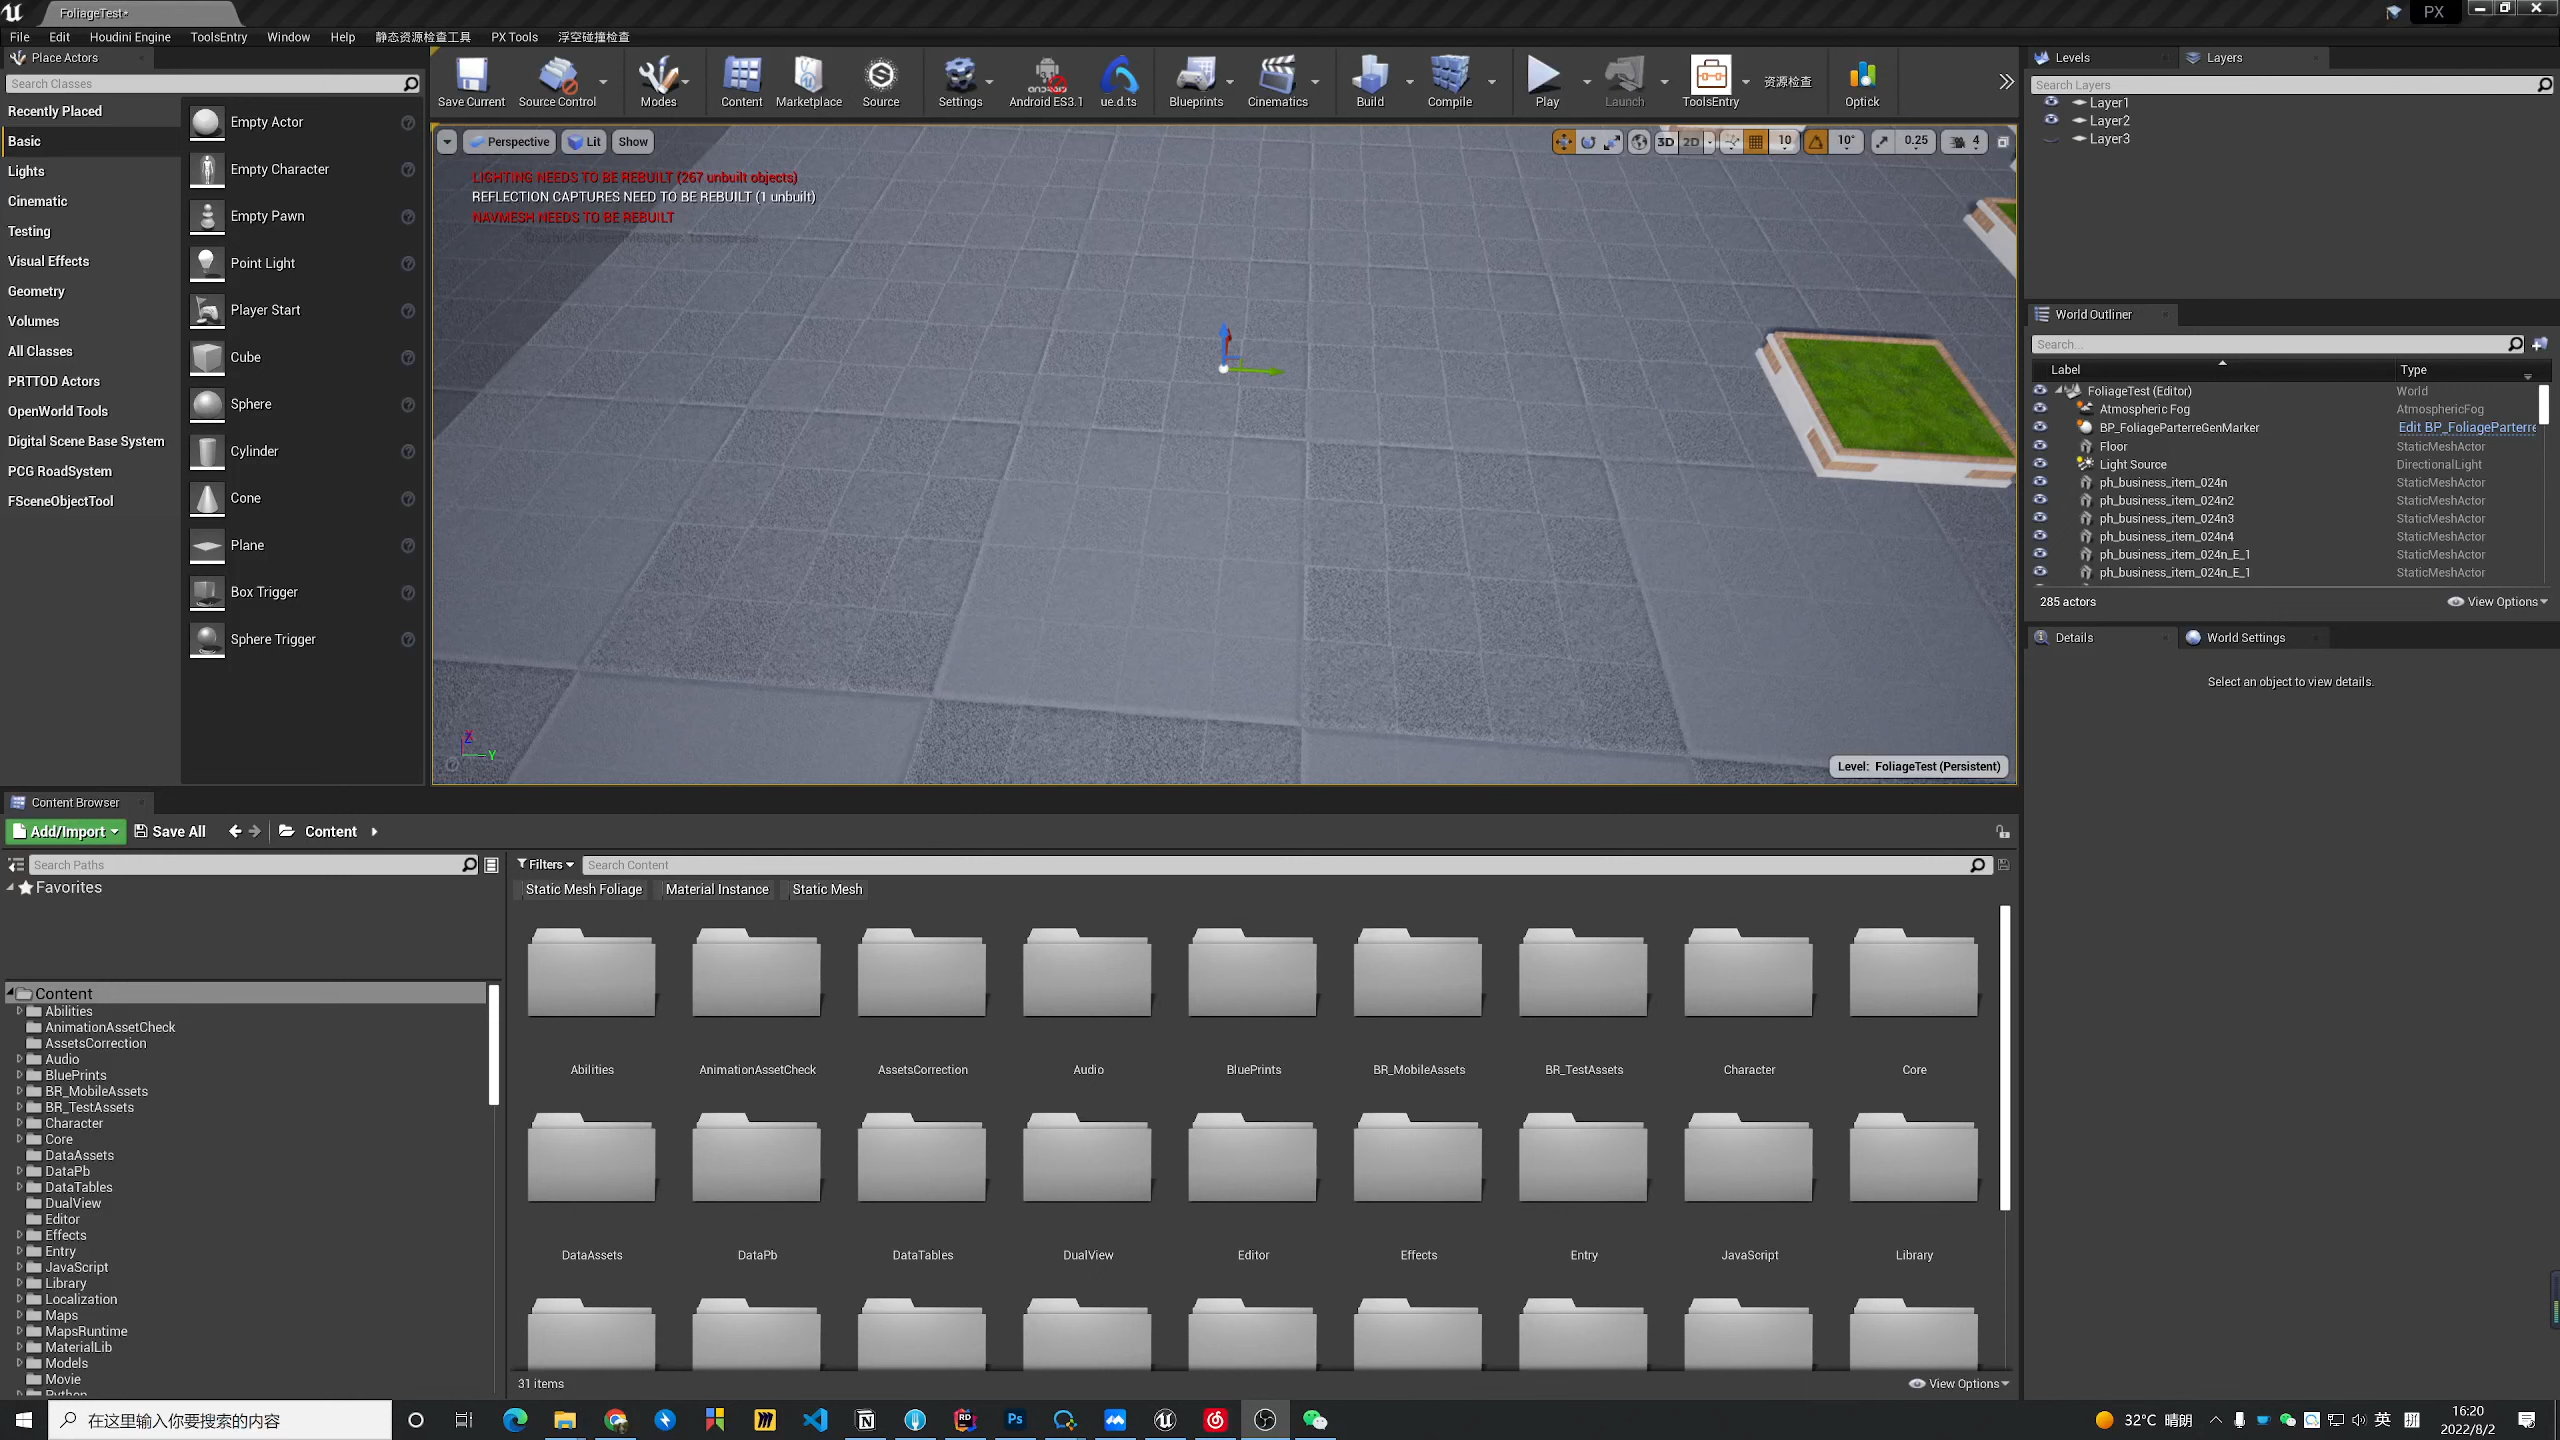 FoliageTest*
PX
File Edit Houdini Engine ToolsEntry Window Help 静态资源检查工具 PX Tools 浮空碰撞检查
Place Actors
Search Classes
Recently Placed
Basic
Lights
Cinematic
Testing
Visual Effects
Geometry
Volumes
All Classes
PRTTOD Actors
OpenWorld Tools
Digital Scene Base System
PCG RoadSystem
FSceneObjectTool
Empty Actor
Empty Character
Empty Pawn
Point Light
Player Start
Cube
Sphere
Cylinder
Cone
Plane
Box Trigger
Sphere Trigger
Save Current Source Control Modes Content Marketplace Source Settings Android ES3.1 ue.d.ts Blueprints Cinematics Build Compile Play Launch ToolsEntry 资源检查 Optick
Perspective Lit Show
3D 2D 10 10° 0.25 4
LIGHTING NEEDS TO BE REBUILT (267 unbuilt objects)
REFLECTION CAPTURES NEED TO BE REBUILT (1 unbuilt)
NAVMESH NEEDS TO BE REBUILT
'DisableAllScreenMessages' to suppress
Z
Y
Level: FoliageTest (Persistent)
Levels Layers
Search Layers
Layer1
Layer2
Layer3
World Outliner
Search...
Label Type
FoliageTest (Editor) World
Atmospheric Fog AtmosphericFog
BP_FoliageParterreGenMarker Edit BP_FoliageParterre
Floor StaticMeshActor
Light Source DirectionalLight
ph_business_item_024n StaticMeshActor
ph_business_item_024n2 StaticMeshActor
ph_business_item_024n3 StaticMeshActor
ph_business_item_024n4 StaticMeshActor
ph_business_item_024n_E_1 StaticMeshActor
ph_business_item_024n_E_1 StaticMeshActor
285 actors View Options
Details World Settings
Select an object to view details.
Content Browser
Add/Import Save All Content
Search Paths
Favorites
Content
Abilities
AnimationAssetCheck
AssetsCorrection
Audio
BluePrints
BR_MobileAssets
BR_TestAssets
Character
Core
DataAssets
DataPb
DataTables
DualView
Editor
Effects
Entry
JavaScript
Library
Localization
Maps
MapsRuntime
MaterialLib
Models
Movie
Python
Filters Search Content
Static Mesh Foliage Material Instance Static Mesh
Abilities AnimationAssetCheck AssetsCorrection Audio BluePrints BR_MobileAssets BR_TestAssets Character Core
DataAssets DataPb DataTables DualView Editor Effects Entry JavaScript Library
31 items View Options
在这里输入你要搜索的内容
N RD Ps
32°C 晴朗 英 拼
16:20
2022/8/2